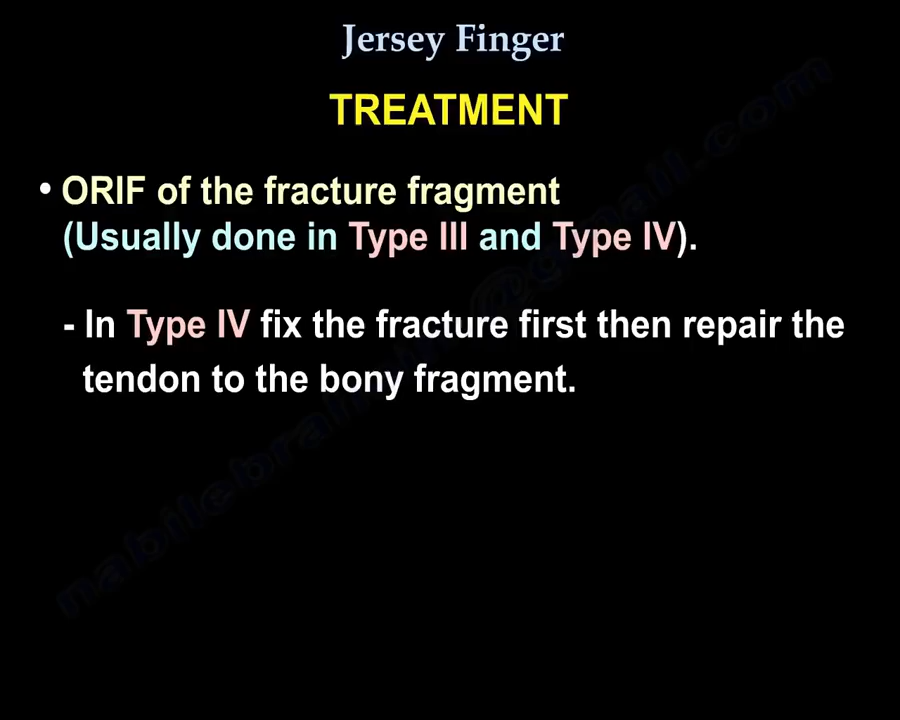 Jersey Finger
TREATMENT
• ORIF of the fracture fragment
(Usually done in Type III and Type IV).
- In Type IV fix the fracture first then repair the
tendon to the bony fragment.